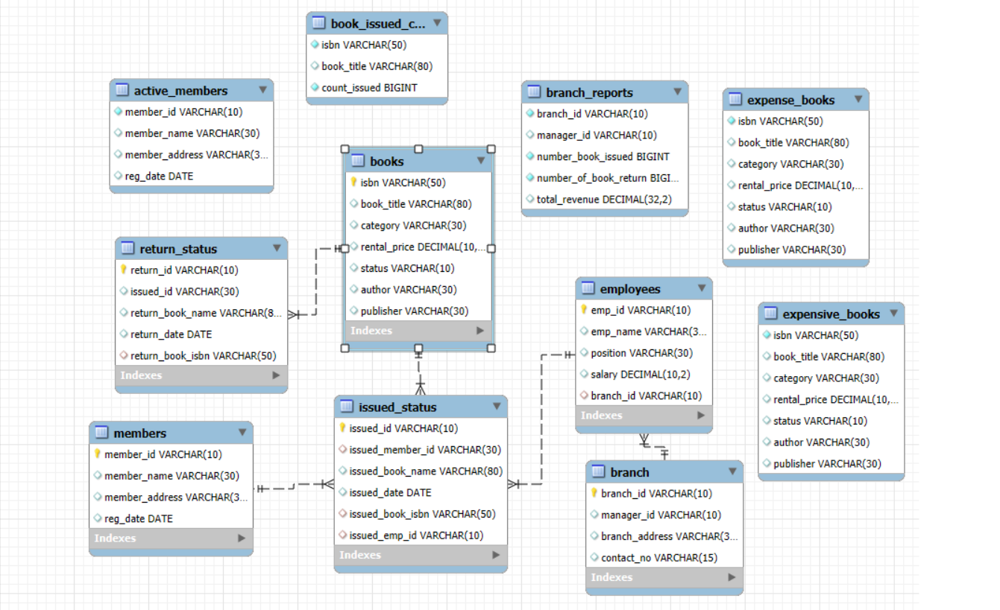 book_issued_c...
isbn VARCHAR(50)
book_title VARCHAR(80)
count_issued BIGINT
active_members
member_id VARCHAR(10)
member_name VARCHAR(30)
member_address VARCHAR(3...
reg_date DATE
branch_reports
branch_id VARCHAR(10)
manager_id VARCHAR(10)
number_book_issued BIGINT
number_of_book_return BIGI...
total_revenue DECIMAL(32,2)
expense_books
isbn VARCHAR(50)
book_title VARCHAR(80)
category VARCHAR(30)
rental_price DECIMAL(10,...
status VARCHAR(10)
author VARCHAR(30)
publisher VARCHAR(30)
books
isbn VARCHAR(50)
book_title VARCHAR(80)
category VARCHAR(30)
rental_price DECIMAL(10,...
status VARCHAR(10)
author VARCHAR(30)
publisher VARCHAR(30)
Indexes
return_status
return_id VARCHAR(10)
issued_id VARCHAR(30)
return_book_name VARCHAR(8...
return_date DATE
return_book_isbn VARCHAR(50)
Indexes
employees
emp_id VARCHAR(10)
emp_name VARCHAR(3...
position VARCHAR(30)
salary DECIMAL(10,2)
branch_id VARCHAR(10)
Indexes
expensive_books
isbn VARCHAR(50)
book_title VARCHAR(80)
category VARCHAR(30)
rental_price DECIMAL(10,...
status VARCHAR(10)
author VARCHAR(30)
publisher VARCHAR(30)
issued_status
issued_id VARCHAR(10)
issued_member_id VARCHAR(30)
issued_book_name VARCHAR(80)
issued_date DATE
issued_book_isbn VARCHAR(50)
issued_emp_id VARCHAR(10)
Indexes
members
member_id VARCHAR(10)
member_name VARCHAR(30)
member_address VARCHAR(3...
reg_date DATE
Indexes
branch
branch_id VARCHAR(10)
manager_id VARCHAR(10)
branch_address VARCHAR(3...
contact_no VARCHAR(15)
Indexes